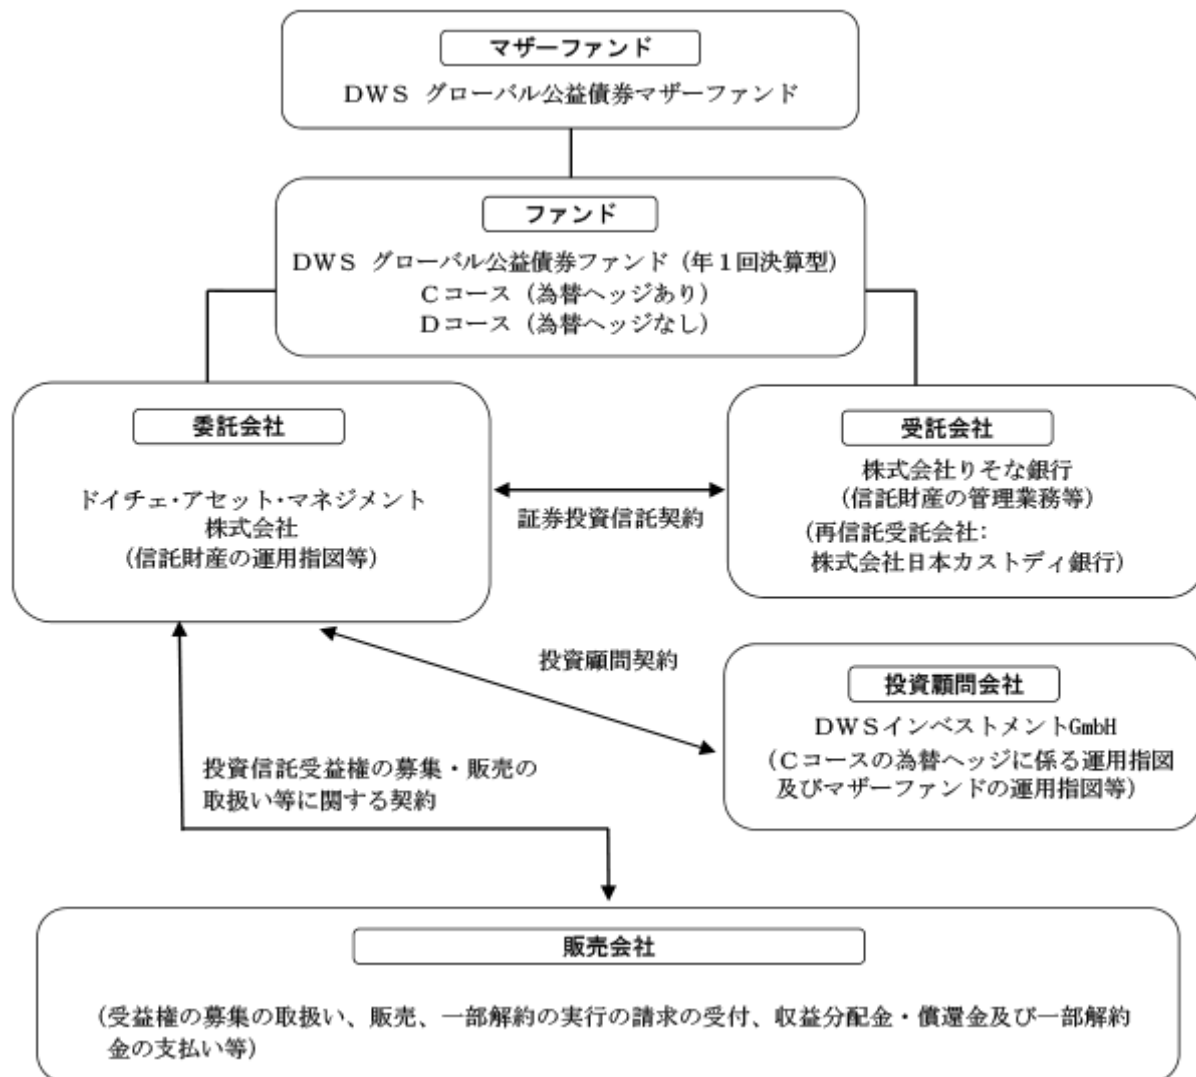 マザーファンド
DWS グローバル公益債券マザーファンド
ファンド
DWS グローバル公益債券ファンド(年1回決算型)
Cコース(為替ヘッジあり)
Dコース(為替ヘッジなし)
委託会社
ドイチェ・アセット・マネジメント
株式会社
(信託財産の運用指図等)
証券投資信託契約
受託会社
株式会社りそな銀行
(信託財産の管理業務等)
(再信託受託会社:
株式会社日本カストディ銀行)
投資顧問契約
投資顧問会社
DWSインベストメントGmbH
(Cコースの為替ヘッジに係る運用指図
及びマザーファンドの運用指図等)
投資信託受益権の募集・販売の
取扱い等に関する契約
販売会社
(受益権の募集の取扱い、販売、一部解約の実行の請求の受付、収益分配金・償還金及び一部解約
金の支払い等)